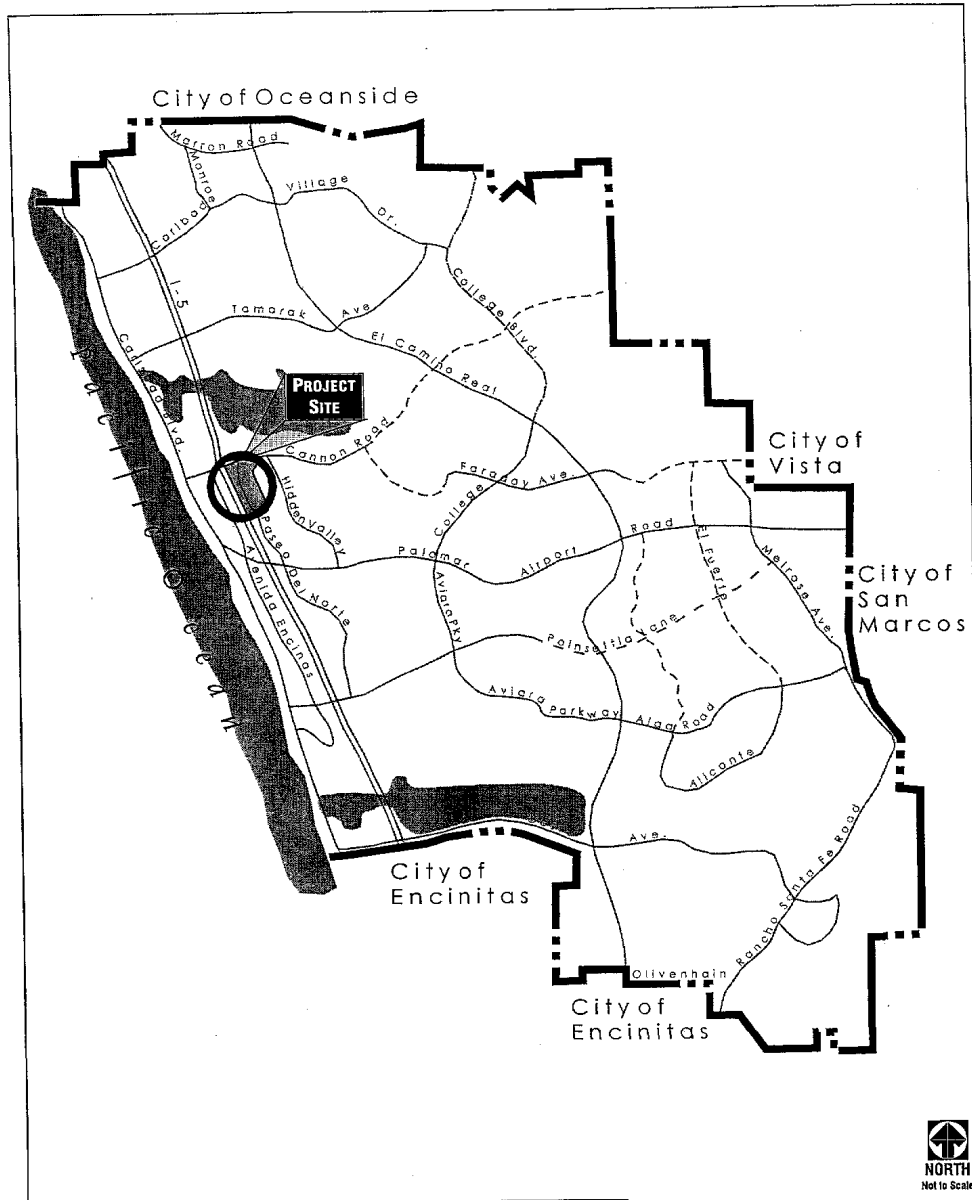 City of Oceanside
Marron Road
Monroe
Carlbad
Village
Dr.
I-5
Tamarak Ave
College Blvd.
El Camino Real
Carlsbad Blvd.
Pacific Ocean
PROJECT
SITE
Cannon Road
Hidden Valley
Faraday Ave.
College
City of
Vista
Paseo Del Norte
Avenida Encinas
Palomar Airport Road
El Fuerte
Melrose Ave.
City of
San
Marcos
Aviara Pky
Poinsettia Lane
Aviara Parkway
Alga Road
Alicante
Ave.
City of
Encinitas
Rancho Santa Fe Road
Olivenhain
City of
Encinitas
NORTH
Not to Scale